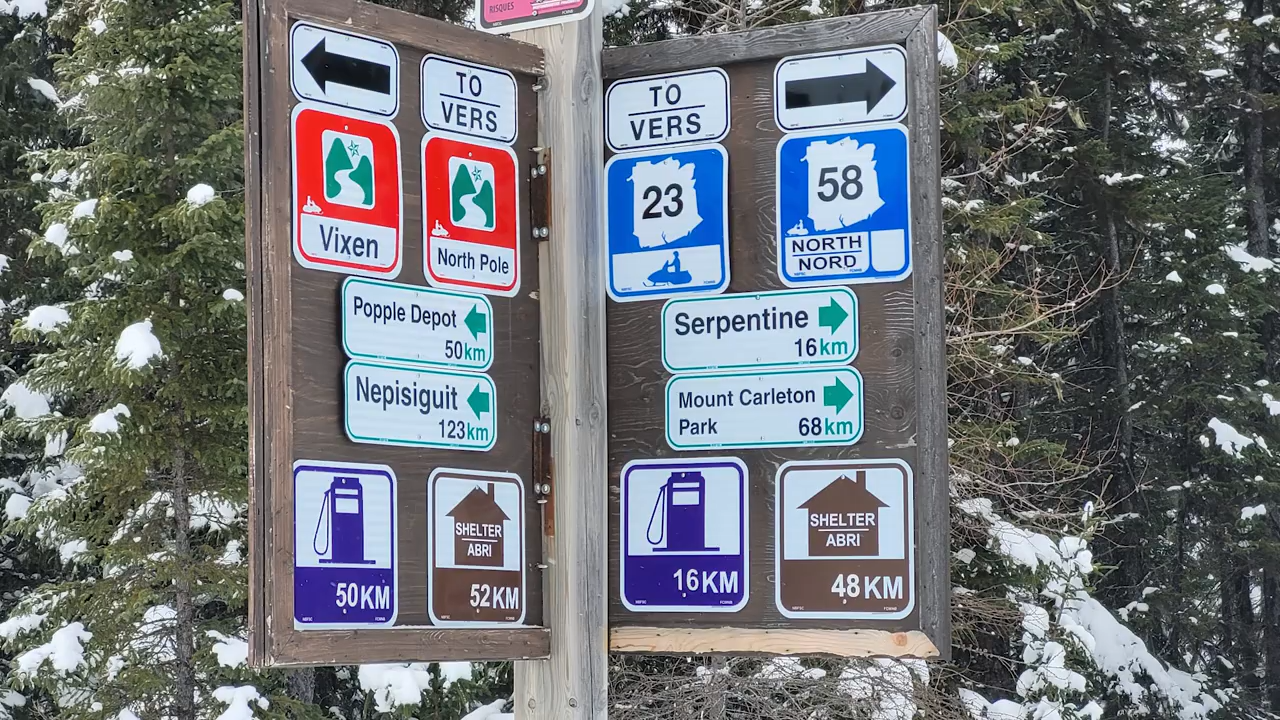 RISQUES
TO
VERS
Vixen
North Pole
Popple Depot
50km
Nepisiguit
123km
50KM
SHELTER
ABRI
52KM
TO
VERS
23
58
NORTH
NORD
Serpentine
16km
Mount Carleton
Park 68km
16KM
SHELTER
ABRI
48KM